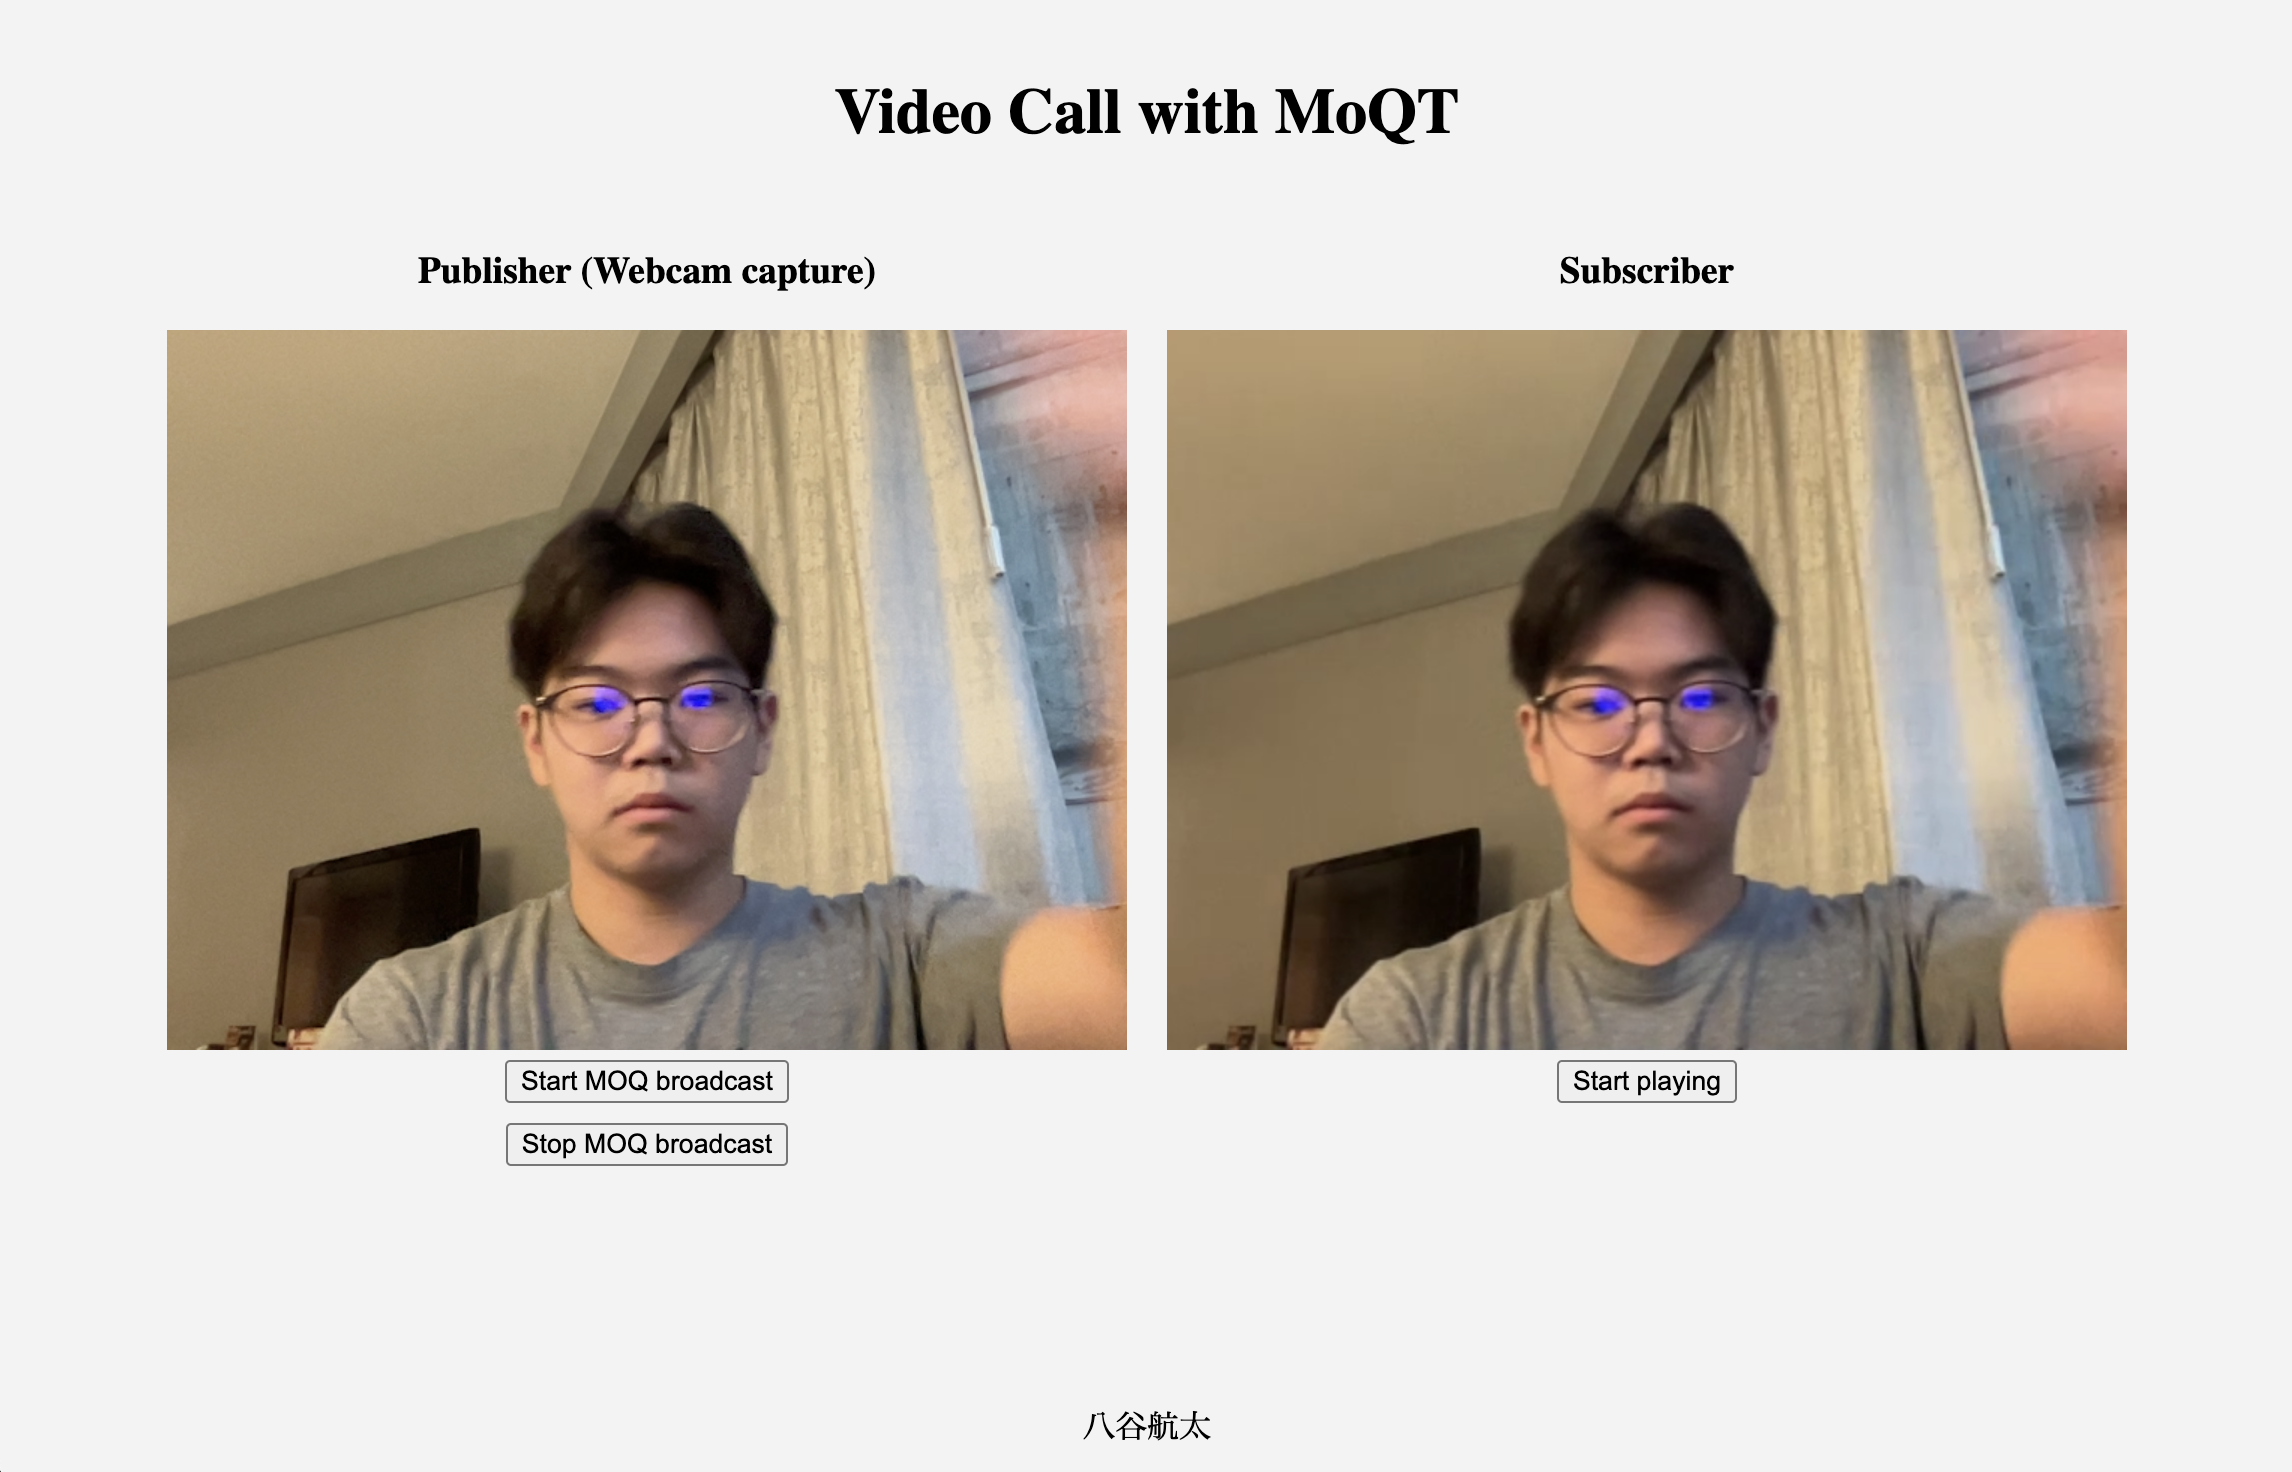 Video Call with MoQT
Publisher (Webcam capture)
Subscriber
Start MOQ broadcast
Stop MOQ broadcast
Start playing
八谷航太